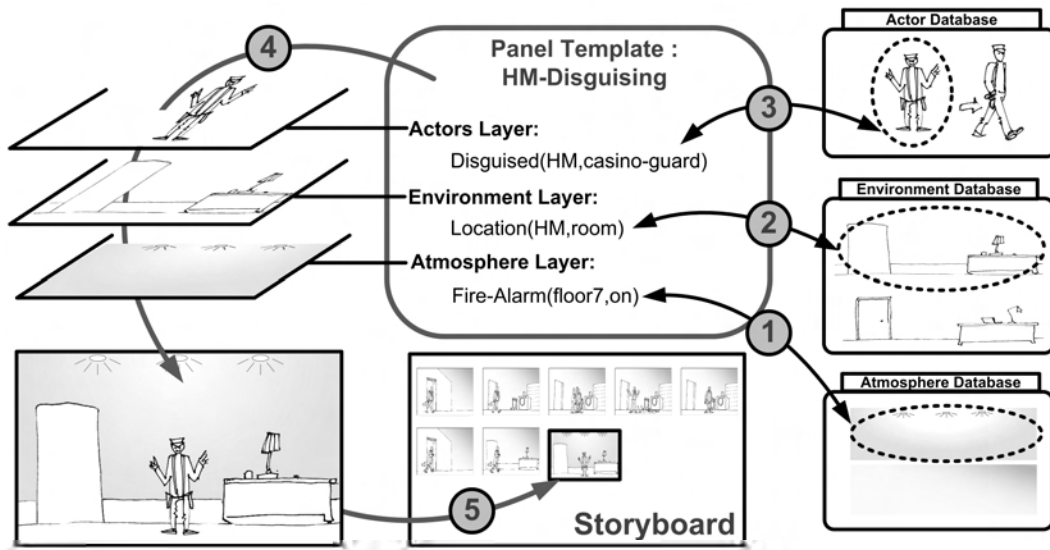 4
Panel Template :
HM-Disguising
Actors Layer:
Disguised(HM,casino-guard)
Environment Layer:
Location(HM,room)
Atmosphere Layer:
Fire-Alarm(floor7,on)
3
2
1
Actor Database
Environment Database
Atmosphere Database
5
Storyboard